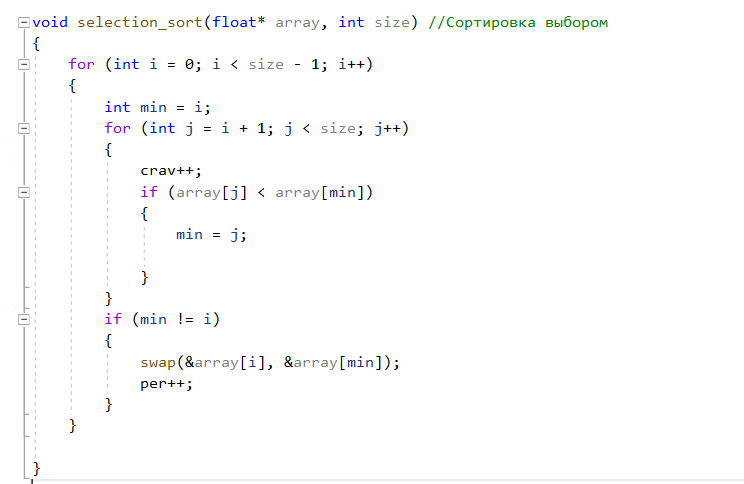 void selection_sort(float* array, int size) //Сортировка выбором
{
for (int i = 0; i < size - 1; i++)
{
int min = i;
for (int j = i + 1; j < size; j++)
{
crav++;
if (array[j] < array[min])
{
min = j;
}
}
if (min != i)
{
swap(&array[i], &array[min]);
per++;
}
}
}